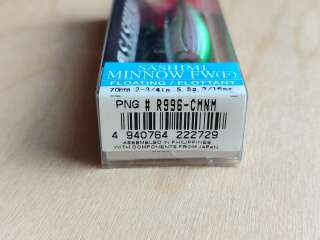 SASHIMI
MINNOW FW(F)
FLOATING / FLOTTANT
70mm 2-3/4in 5.5g 3/16oz
PNG # R996-CMNM
4 940764 222729
ASSEMBLED IN PHILIPPINES
WITH COMPONENTS FROM JAPAN